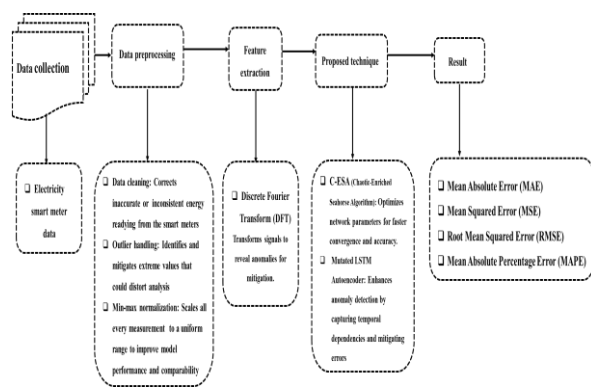 Data collection
Data preprocessing
Feature
extraction
Proposed technique
Result
Electricity
smart meter
data
Data cleaning: Corrects
inaccurate or inconsistent energy
readying from the smart meters
Outlier handling: Identifies and
mitigates extreme values that
could distort analysis
Min-max normalization: Scales all
every measurement to a uniform
range to improve model
performance and comparability
Discrete Fourier
Transform (DFT)
Transforms signals to
reveal anomalies for
mitigation.
C-ESA (Chaotic-Enriched
Seahorse Algorithm): Optimizes
network parameters for faster
convergence and accuracy.
Mutated LSTM
Autoencoder: Enhances
anomaly detection by
capturing temporal
dependencies and mitigating
errors
Mean Absolute Error (MAE)
Mean Squared Error (MSE)
Root Mean Squared Error (RMSE)
Mean Absolute Percentage Error (MAPE)